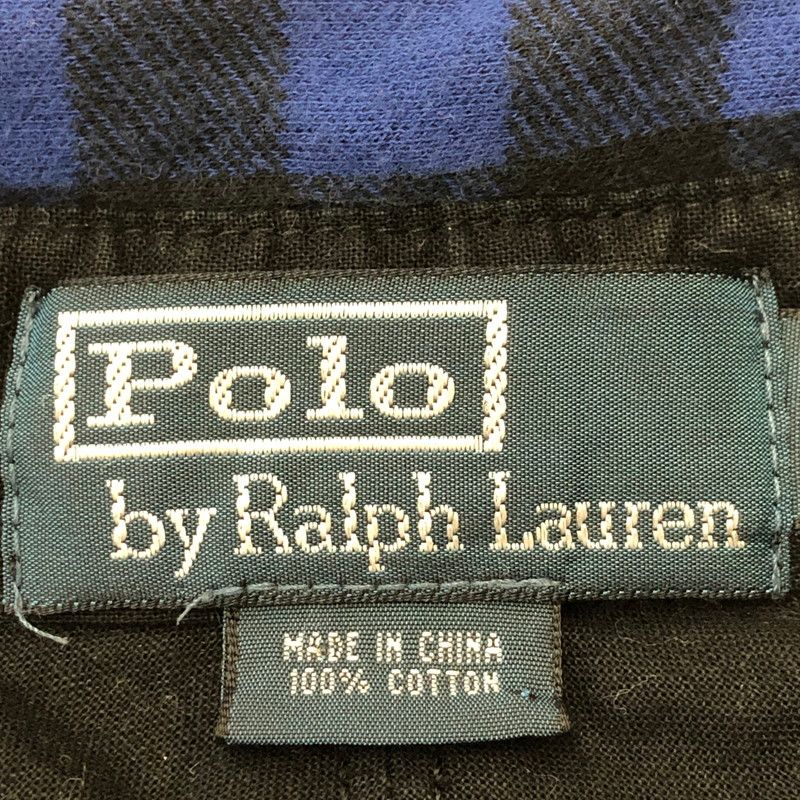 Polo
by Ralph Lauren
MADE IN CHINA
100% COTTON